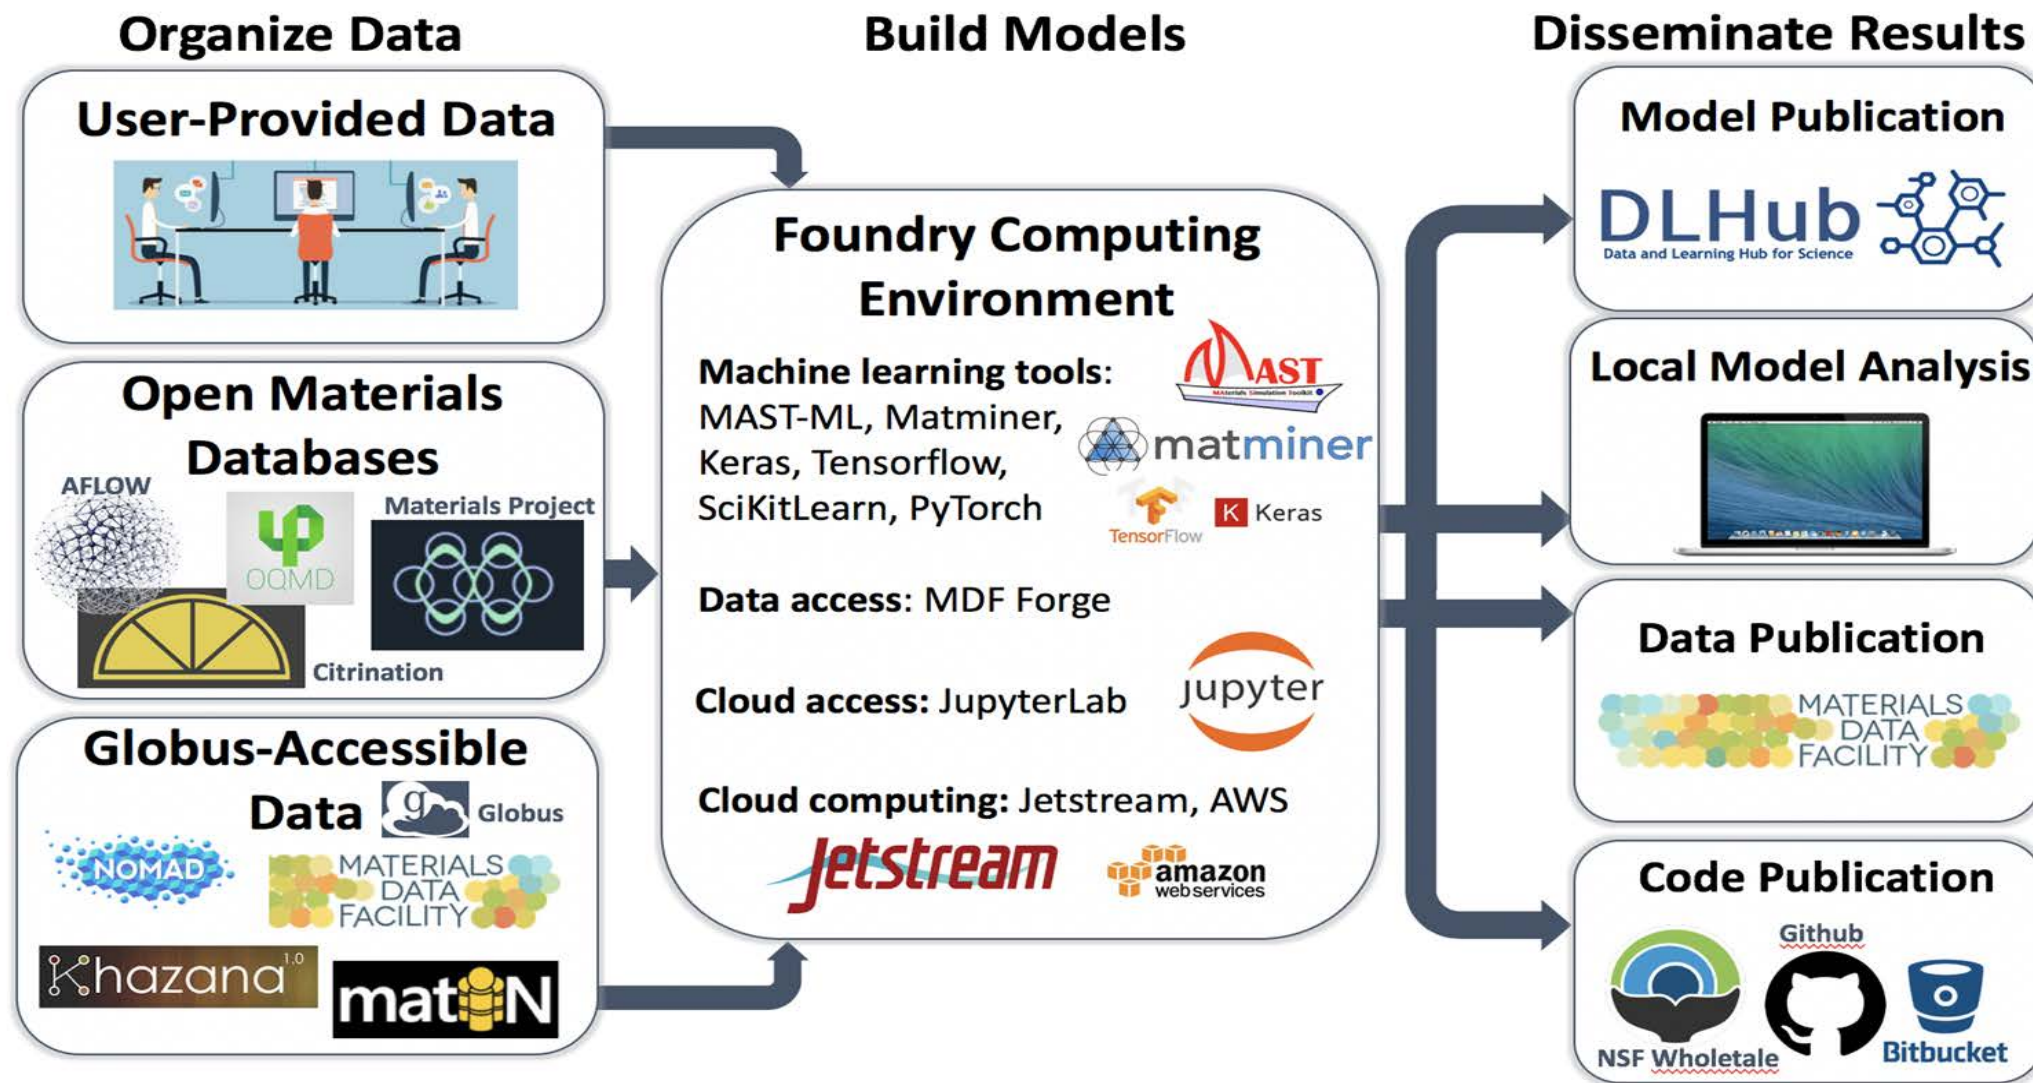 Organize Data
Build Models
Disseminate Results
User-Provided Data
Open Materials
Databases
AFLOW
OQMD
Materials Project
Citrination
Globus-Accessible
Data
g
Globus
NOMAD
MATERIALS
DATA
FACILITY
Khazana 1.0
matIN
Foundry Computing
Environment
Machine learning tools:
MAST-ML, Matminer,
Keras, Tensorflow,
SciKitLearn, PyTorch
MAST
MAterials Simulation Toolkit
matminer
TensorFlow
K Keras
Data access: MDF Forge
Cloud access: JupyterLab
jupyter
Cloud computing: Jetstream, AWS
Jetstream
amazon
webservices
Model Publication
DLHub
Data and Learning Hub for Science
Local Model Analysis
Data Publication
MATERIALS
DATA
FACILITY
Code Publication
Github
NSF Wholetale
Bitbucket